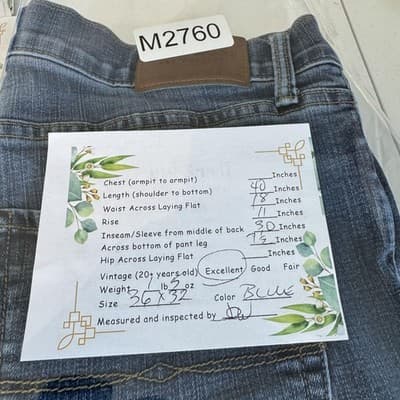 M2760
Chest (armpit to armpit) Inches
Length (shoulder to bottom) 40 Inches
Waist Across Laying Flat 18 Inches
Rise 11 Inches
Inseam/Sleeve from middle of back 30 Inches
Across bottom of pant leg Inches
Hip Across Laying Flat Inches
Vintage (20+ years old) Excellent Good Fair
Weight 1 lb 5 oz
Size 36 x 32 Color BLUE
Measured and inspected by